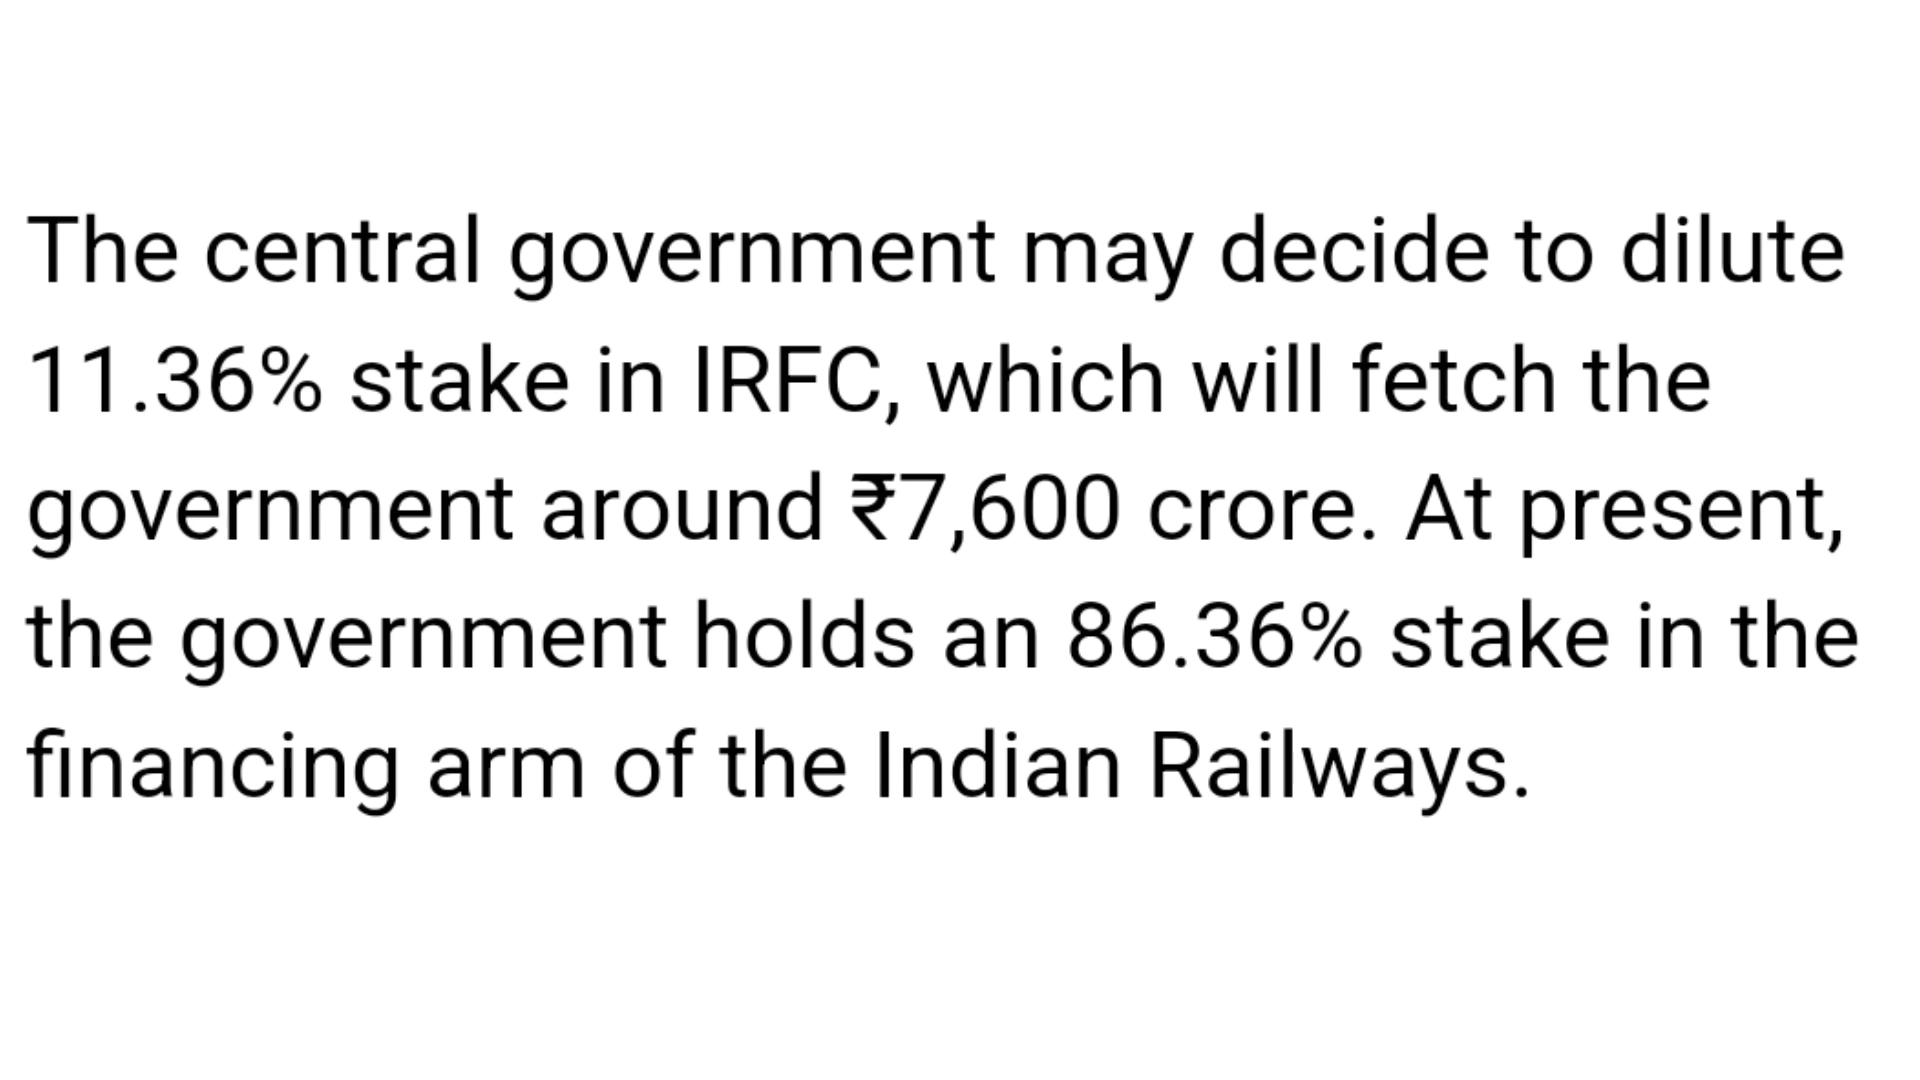 The central government may decide to dilute
11.36% stake in IRFC, which will fetch the
government around ₹7,600 crore. At present,
the government holds an 86.36% stake in the
financing arm of the Indian Railways.